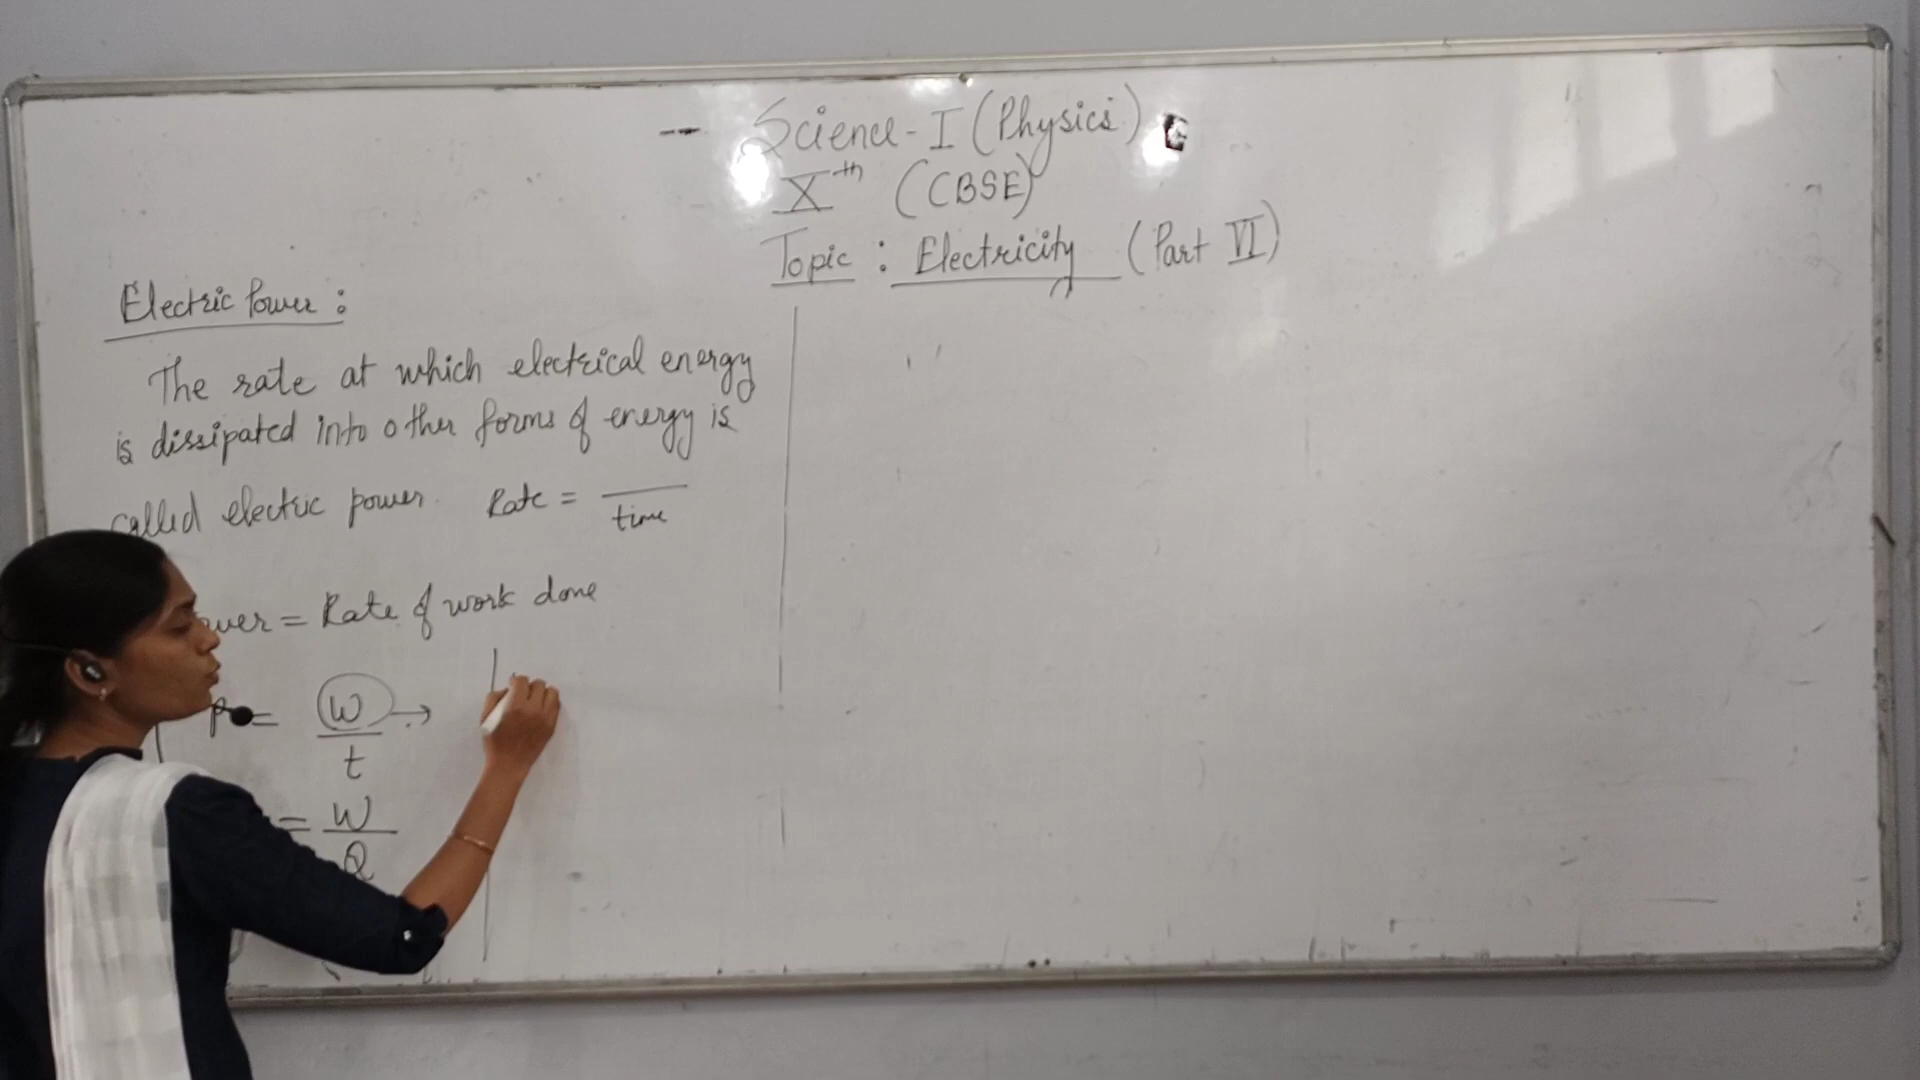 -- Science-I (Physics)
Xth (CBSE)
Topic : Electricity (Part VI)
Electric Power :
The rate at which electrical energy
is dissipated into other forms of energy is
called electric power. Rate = ——
time
= Rate of work done
P = W →
t
= W
Q